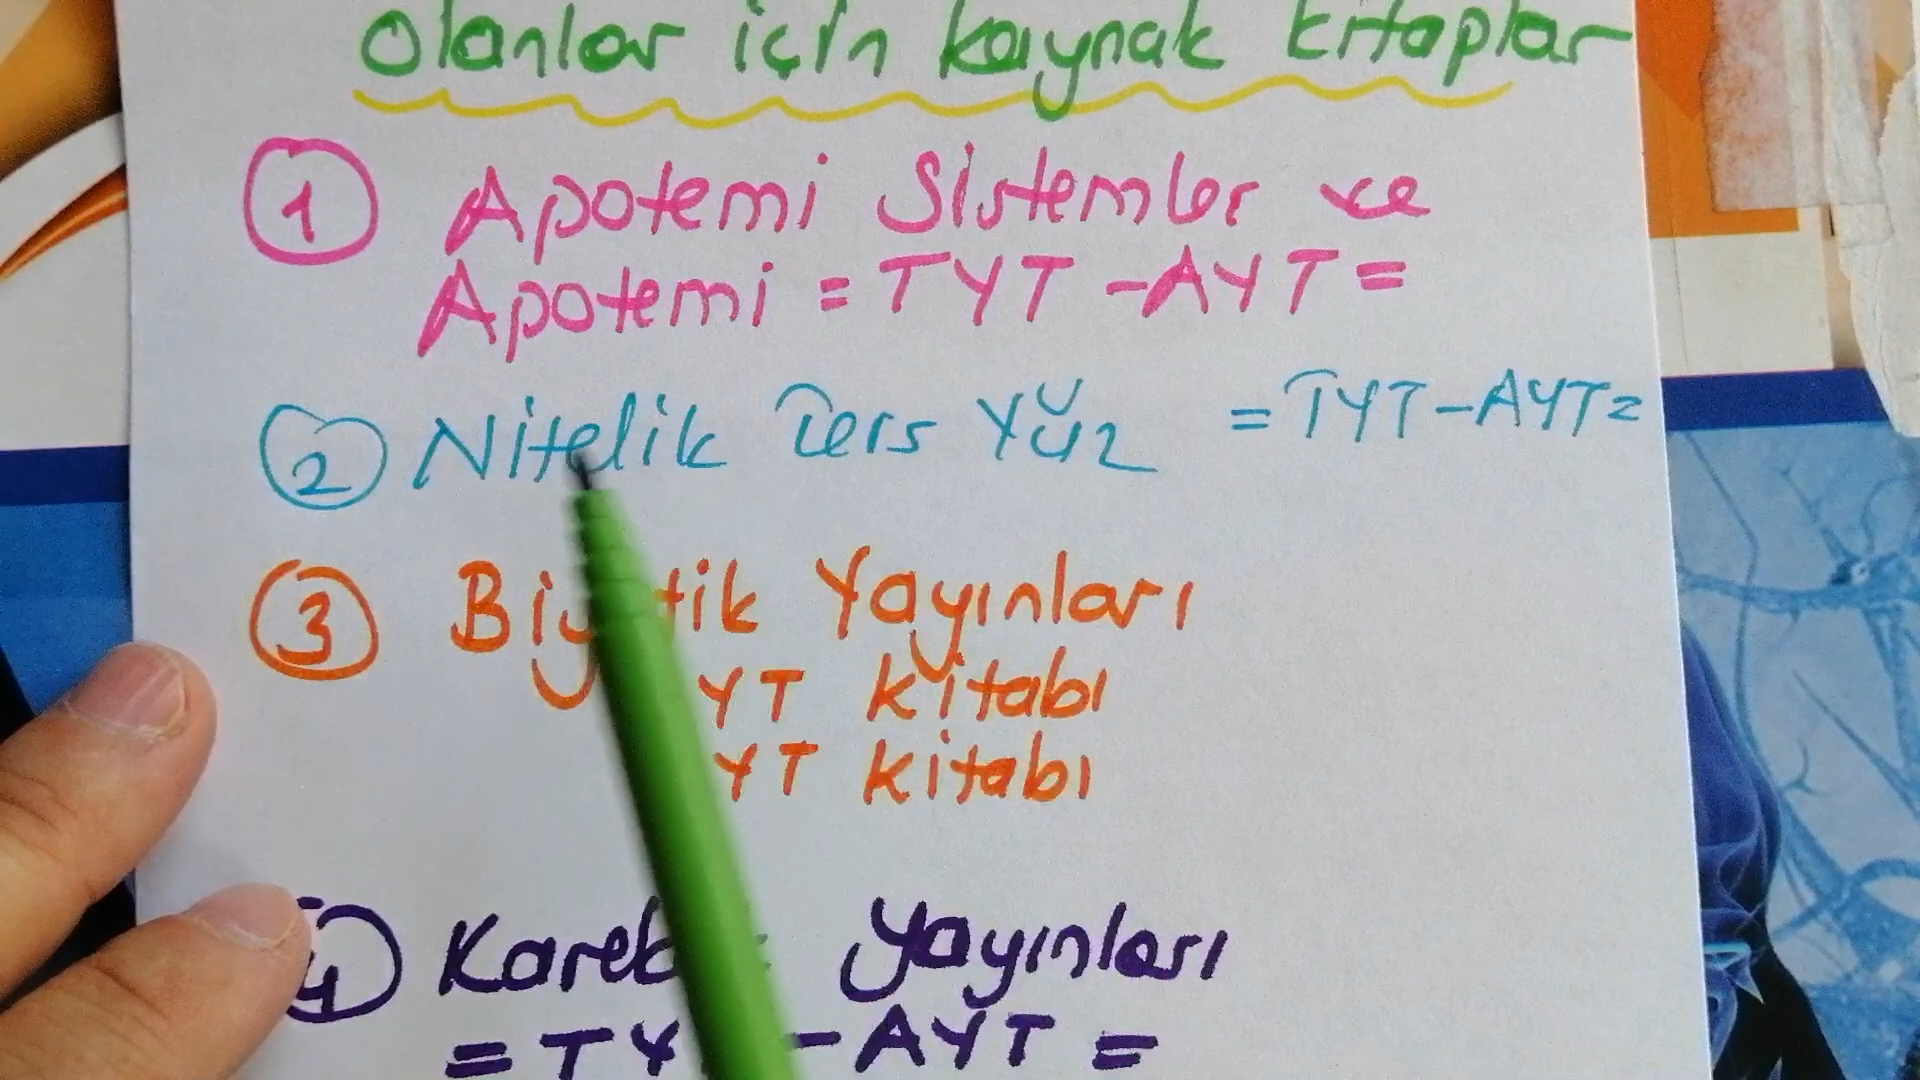 olanlar için kaynak kitaplar
1 Apotemi Sistemler ve
Apotemi = TYT - AYT =
2 Nitelik Ters Yüz = TYT - AYT =
3 Yayınları
kitabı
kitabı
4 Yayınları
= - AYT =